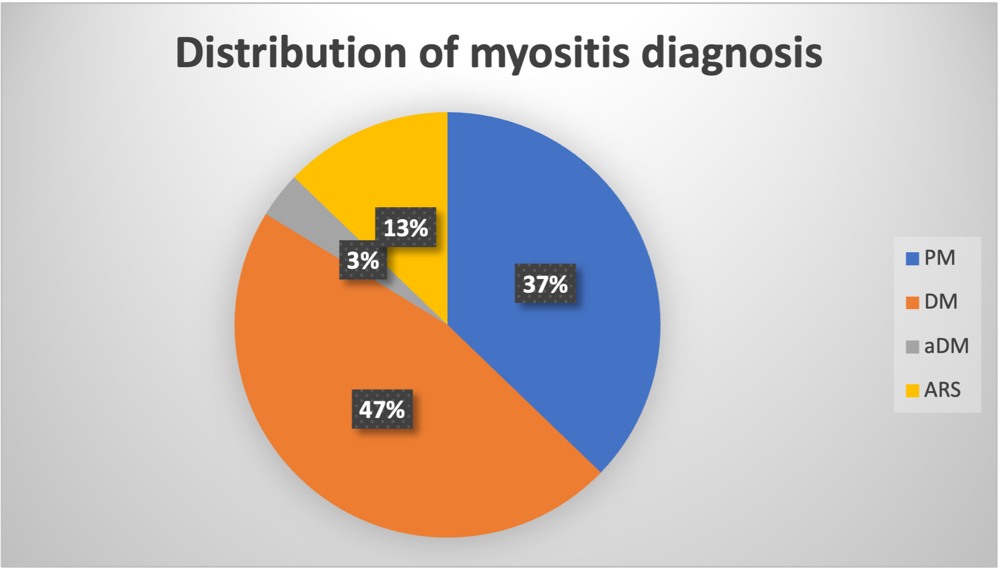 Distribution of myositis diagnosis
13%
3%
37%
47%
PM
DM
aDM
ARS